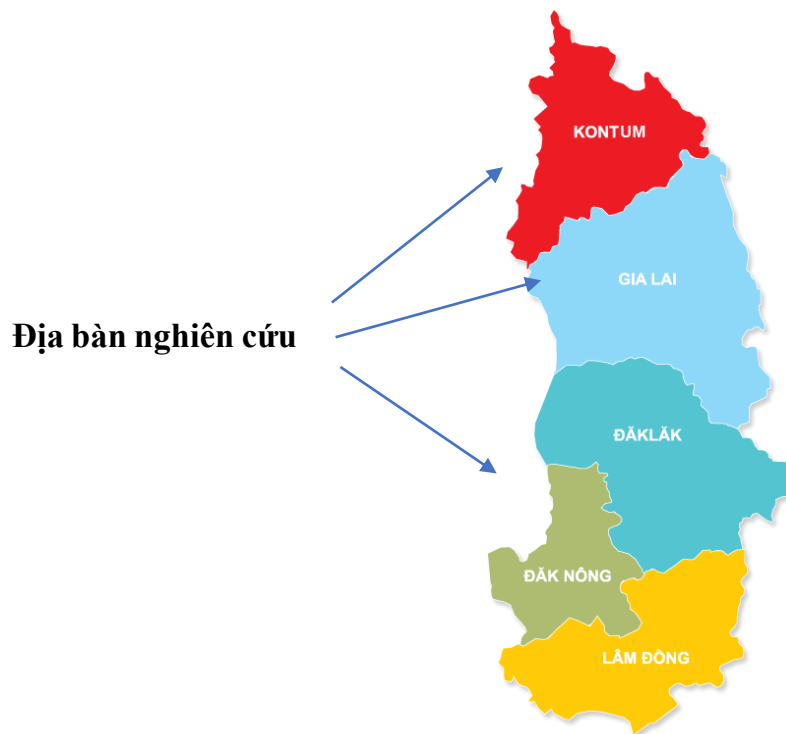 KONTUM
GIA LAI
Địa bàn nghiên cứu
ĐĂKLĂK
ĐĂK NÔNG
LÂM ĐỒNG